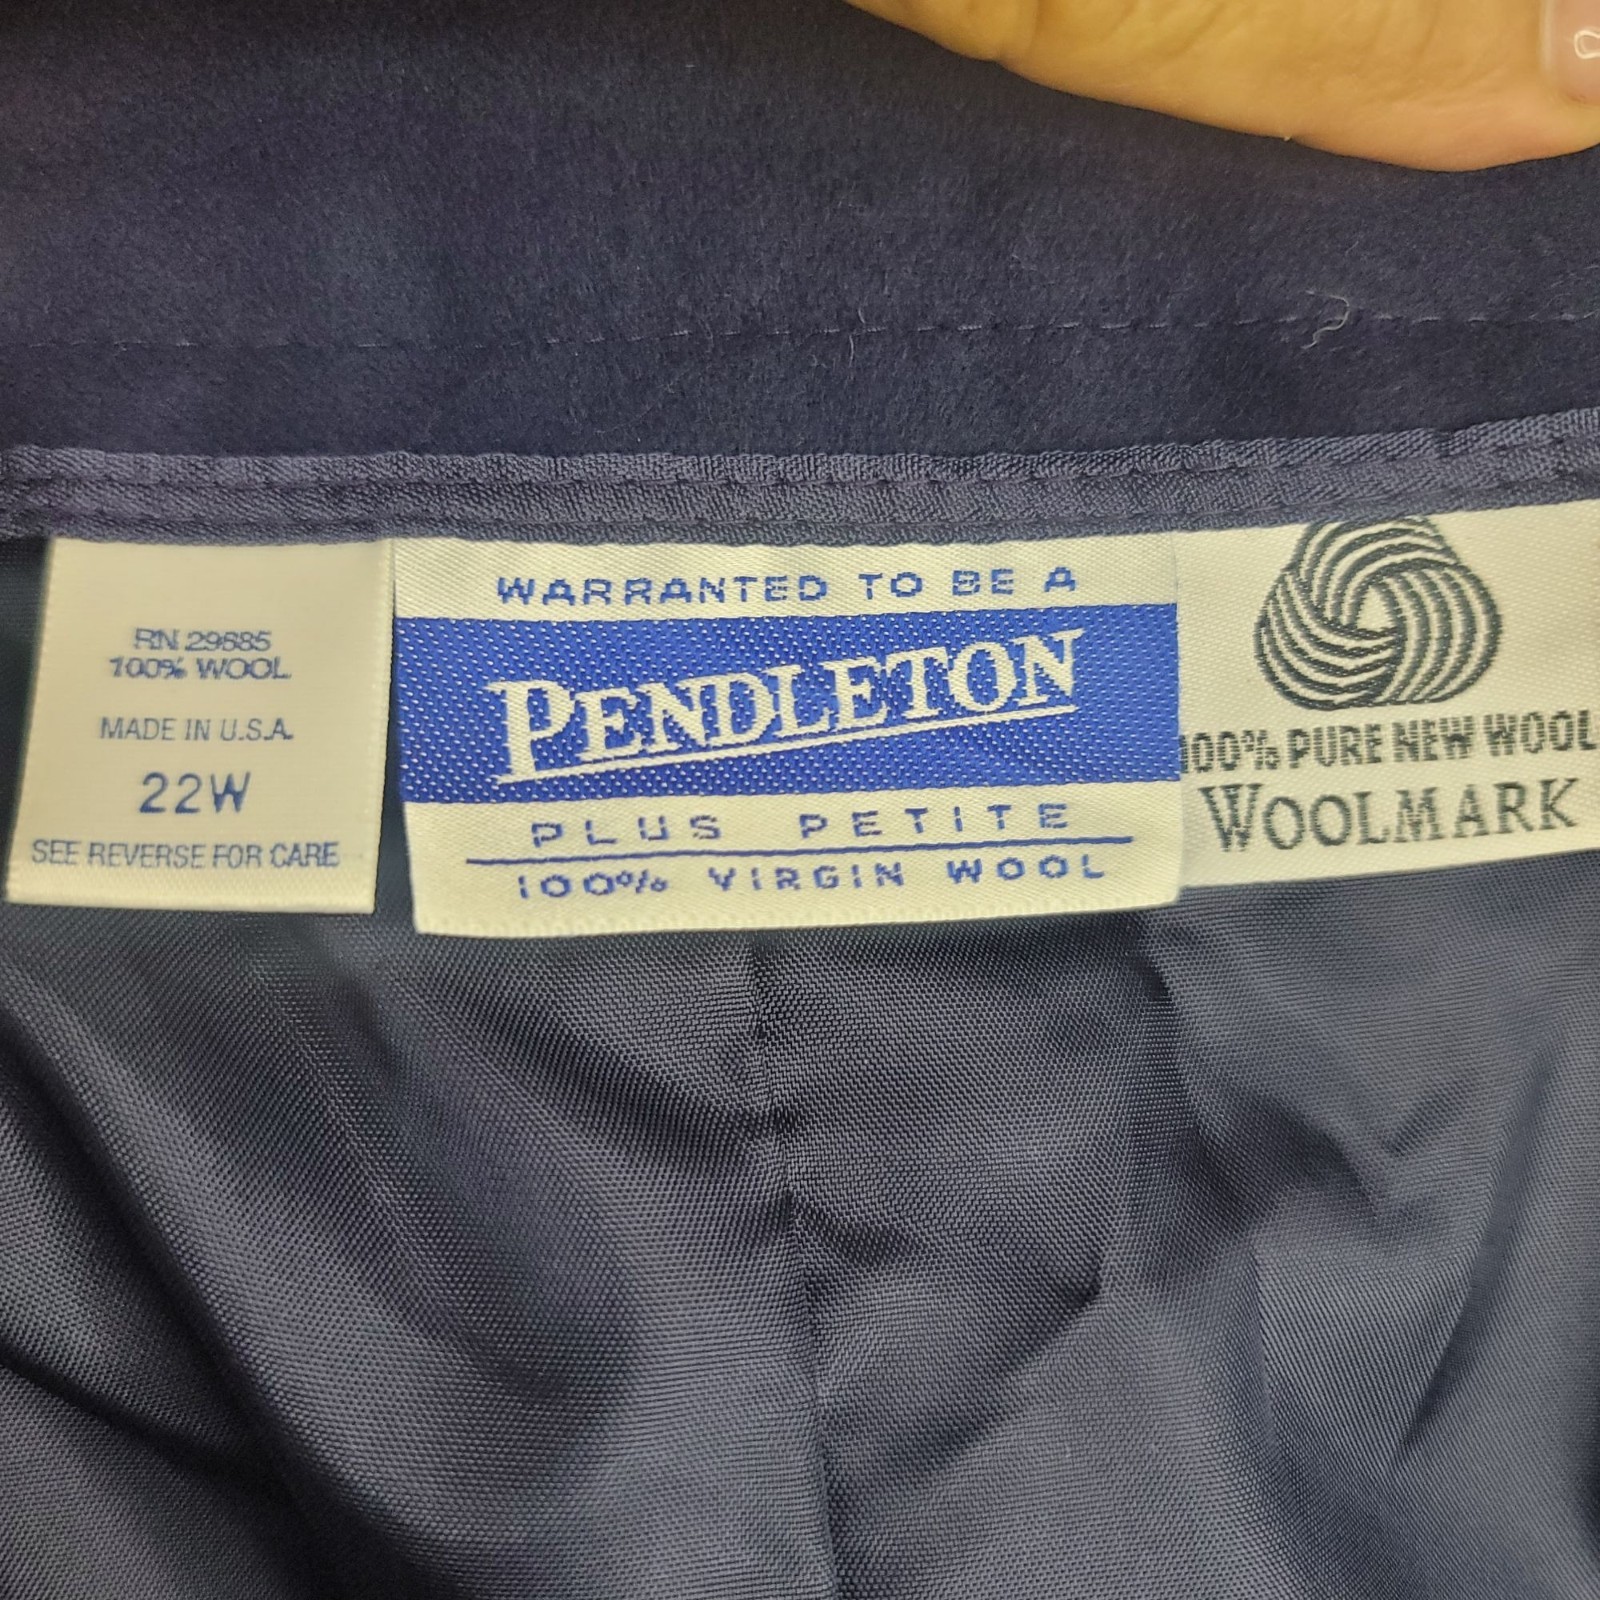 RN 29685
100% WOOL
MADE IN U.S.A.
22W
SEE REVERSE FOR CARE
WARRANTED TO BE A
PENDLETON
PLUS PETITE
100% VIRGIN WOOL
100% PURE NEW WOOL
WOOLMARK